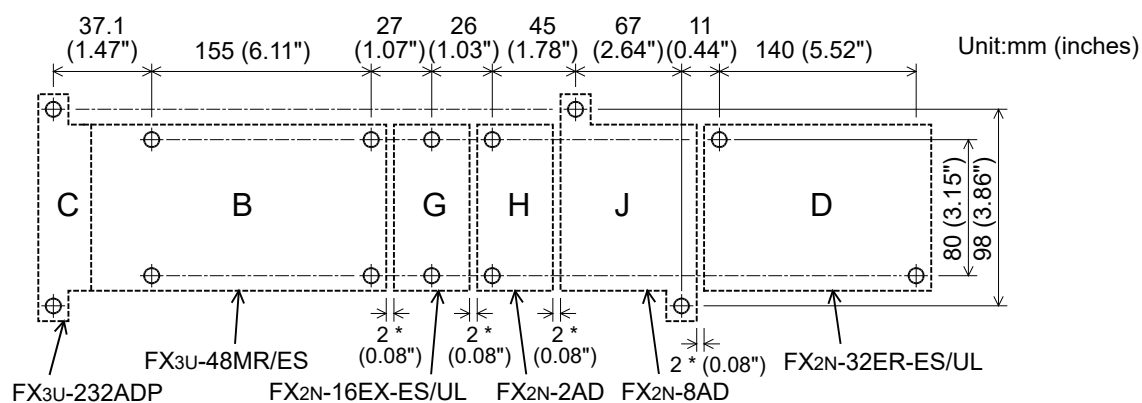 37.1
(1.47")
155 (6.11")
27
(1.07")
26
(1.03")
45
(1.78")
67
(2.64")
11
(0.44")
140 (5.52")
Unit:mm (inches)
C
B
G
H
J
D
80 (3.15")
98 (3.86")
2 *
(0.08")
2 *
(0.08")
2 *
(0.08")
2 * (0.08")
FX3U-48MR/ES
FX2N-32ER-ES/UL
FX3U-232ADP
FX2N-16EX-ES/UL
FX2N-2AD
FX2N-8AD